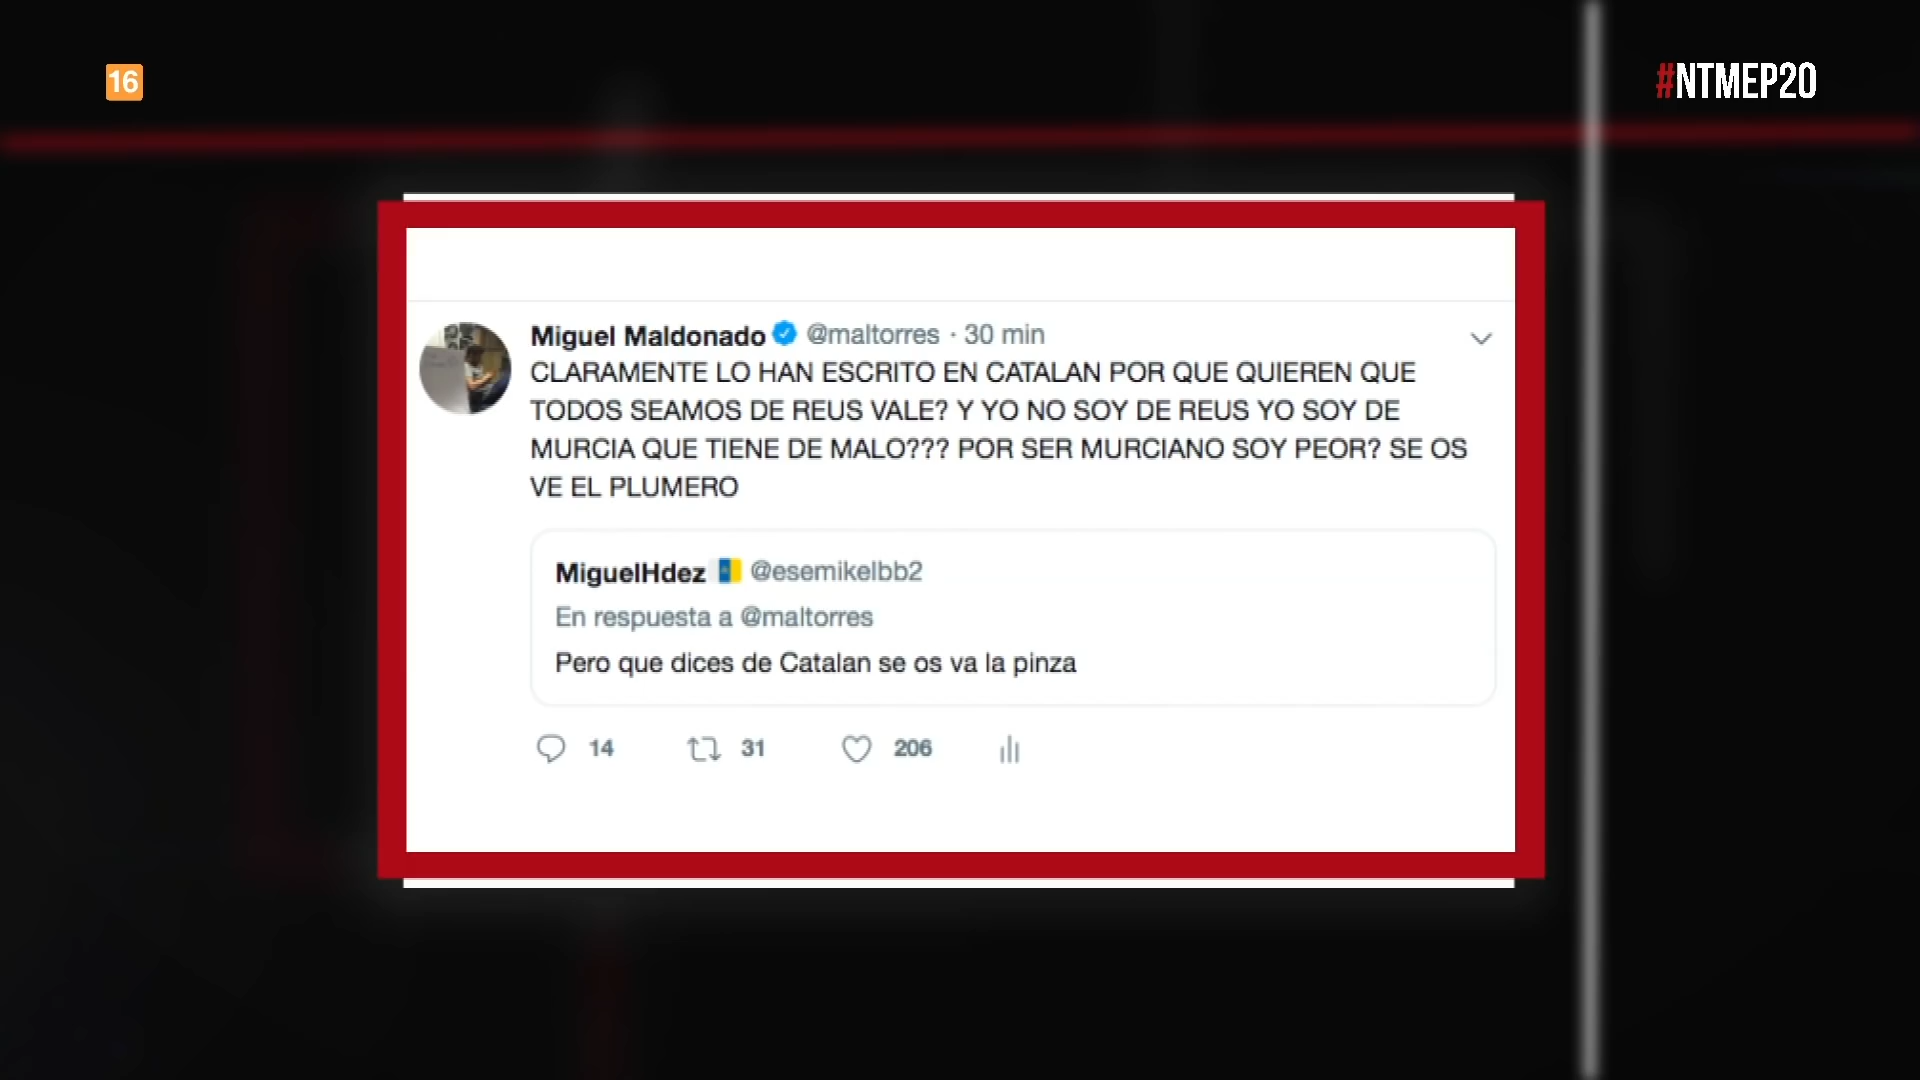 16
#NTMEP20
Miguel Maldonado @maltorres · 30 min
CLARAMENTE LO HAN ESCRITO EN CATALAN POR QUE QUIEREN QUE
TODOS SEAMOS DE REUS VALE? Y YO NO SOY DE REUS YO SOY DE
MURCIA QUE TIENE DE MALO??? POR SER MURCIANO SOY PEOR? SE OS
VE EL PLUMERO
MiguelHdez @esemikelbb2
En respuesta a @maltorres
Pero que dices de Catalan se os va la pinza
14 31 206